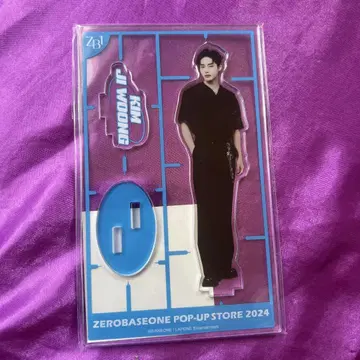 ZB1
KIM
JI WOONG
ZEROBASEONE POP-UP STORE 2024